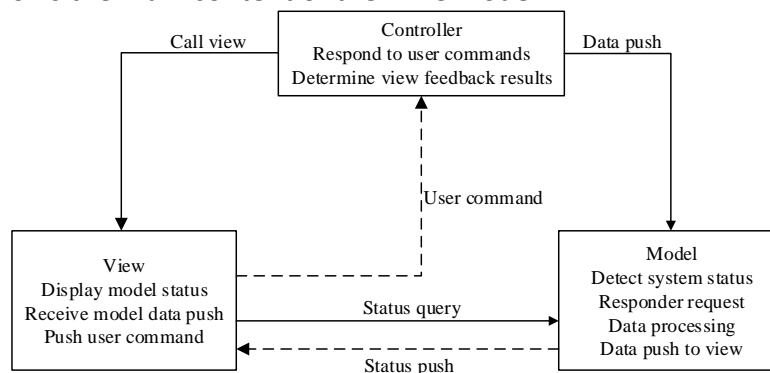 Controller
Respond to user commands
Determine view feedback results
Call view
Data push
User command
View
Display model status
Receive model data push
Push user command
Model
Detect system status
Responder request
Data processing
Data push to view
Status query
Status push